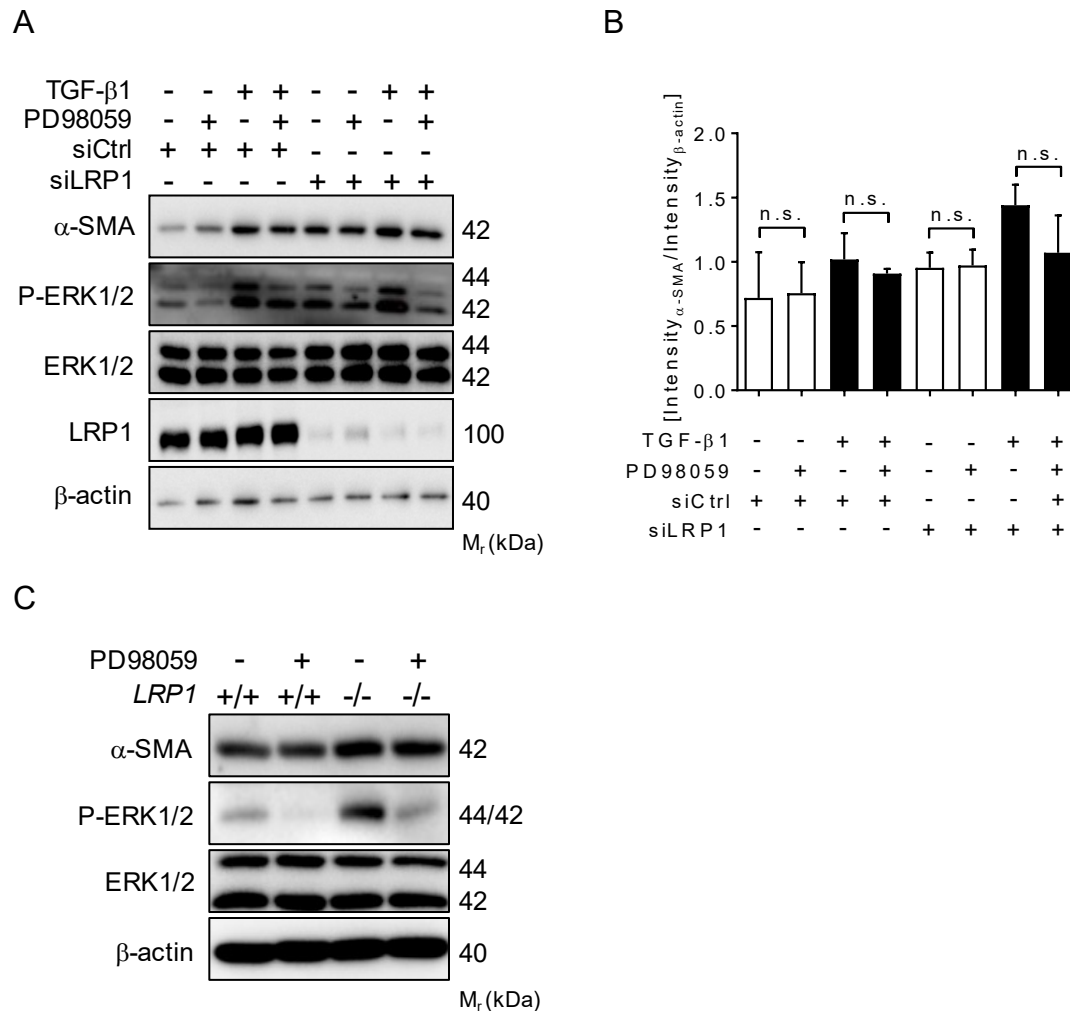 A
TGF-β1 - - + + - - + +
PD98059 - + - + - + - +
siCtrl + + + + - - - -
siLRP1 - - - - + + + +
α-SMA 42
P-ERK1/2 44
42
ERK1/2 44
42
LRP1 100
β-actin 40
Mr (kDa)
B
[Intensityα-SMA/Intensityβ-actin]
2.0
1.5
1.0
0.5
0.0
n.s. n.s. n.s. n.s.
TGF-β1 - - + + - - + +
PD98059 - + - + - + - +
siCtrl + + + + - - - +
siLRP1 - - - - + + + +
C
PD98059 - + - +
LRP1 +/+ +/+ -/- -/-
α-SMA 42
P-ERK1/2 44/42
ERK1/2 44
42
β-actin 40
Mr (kDa)